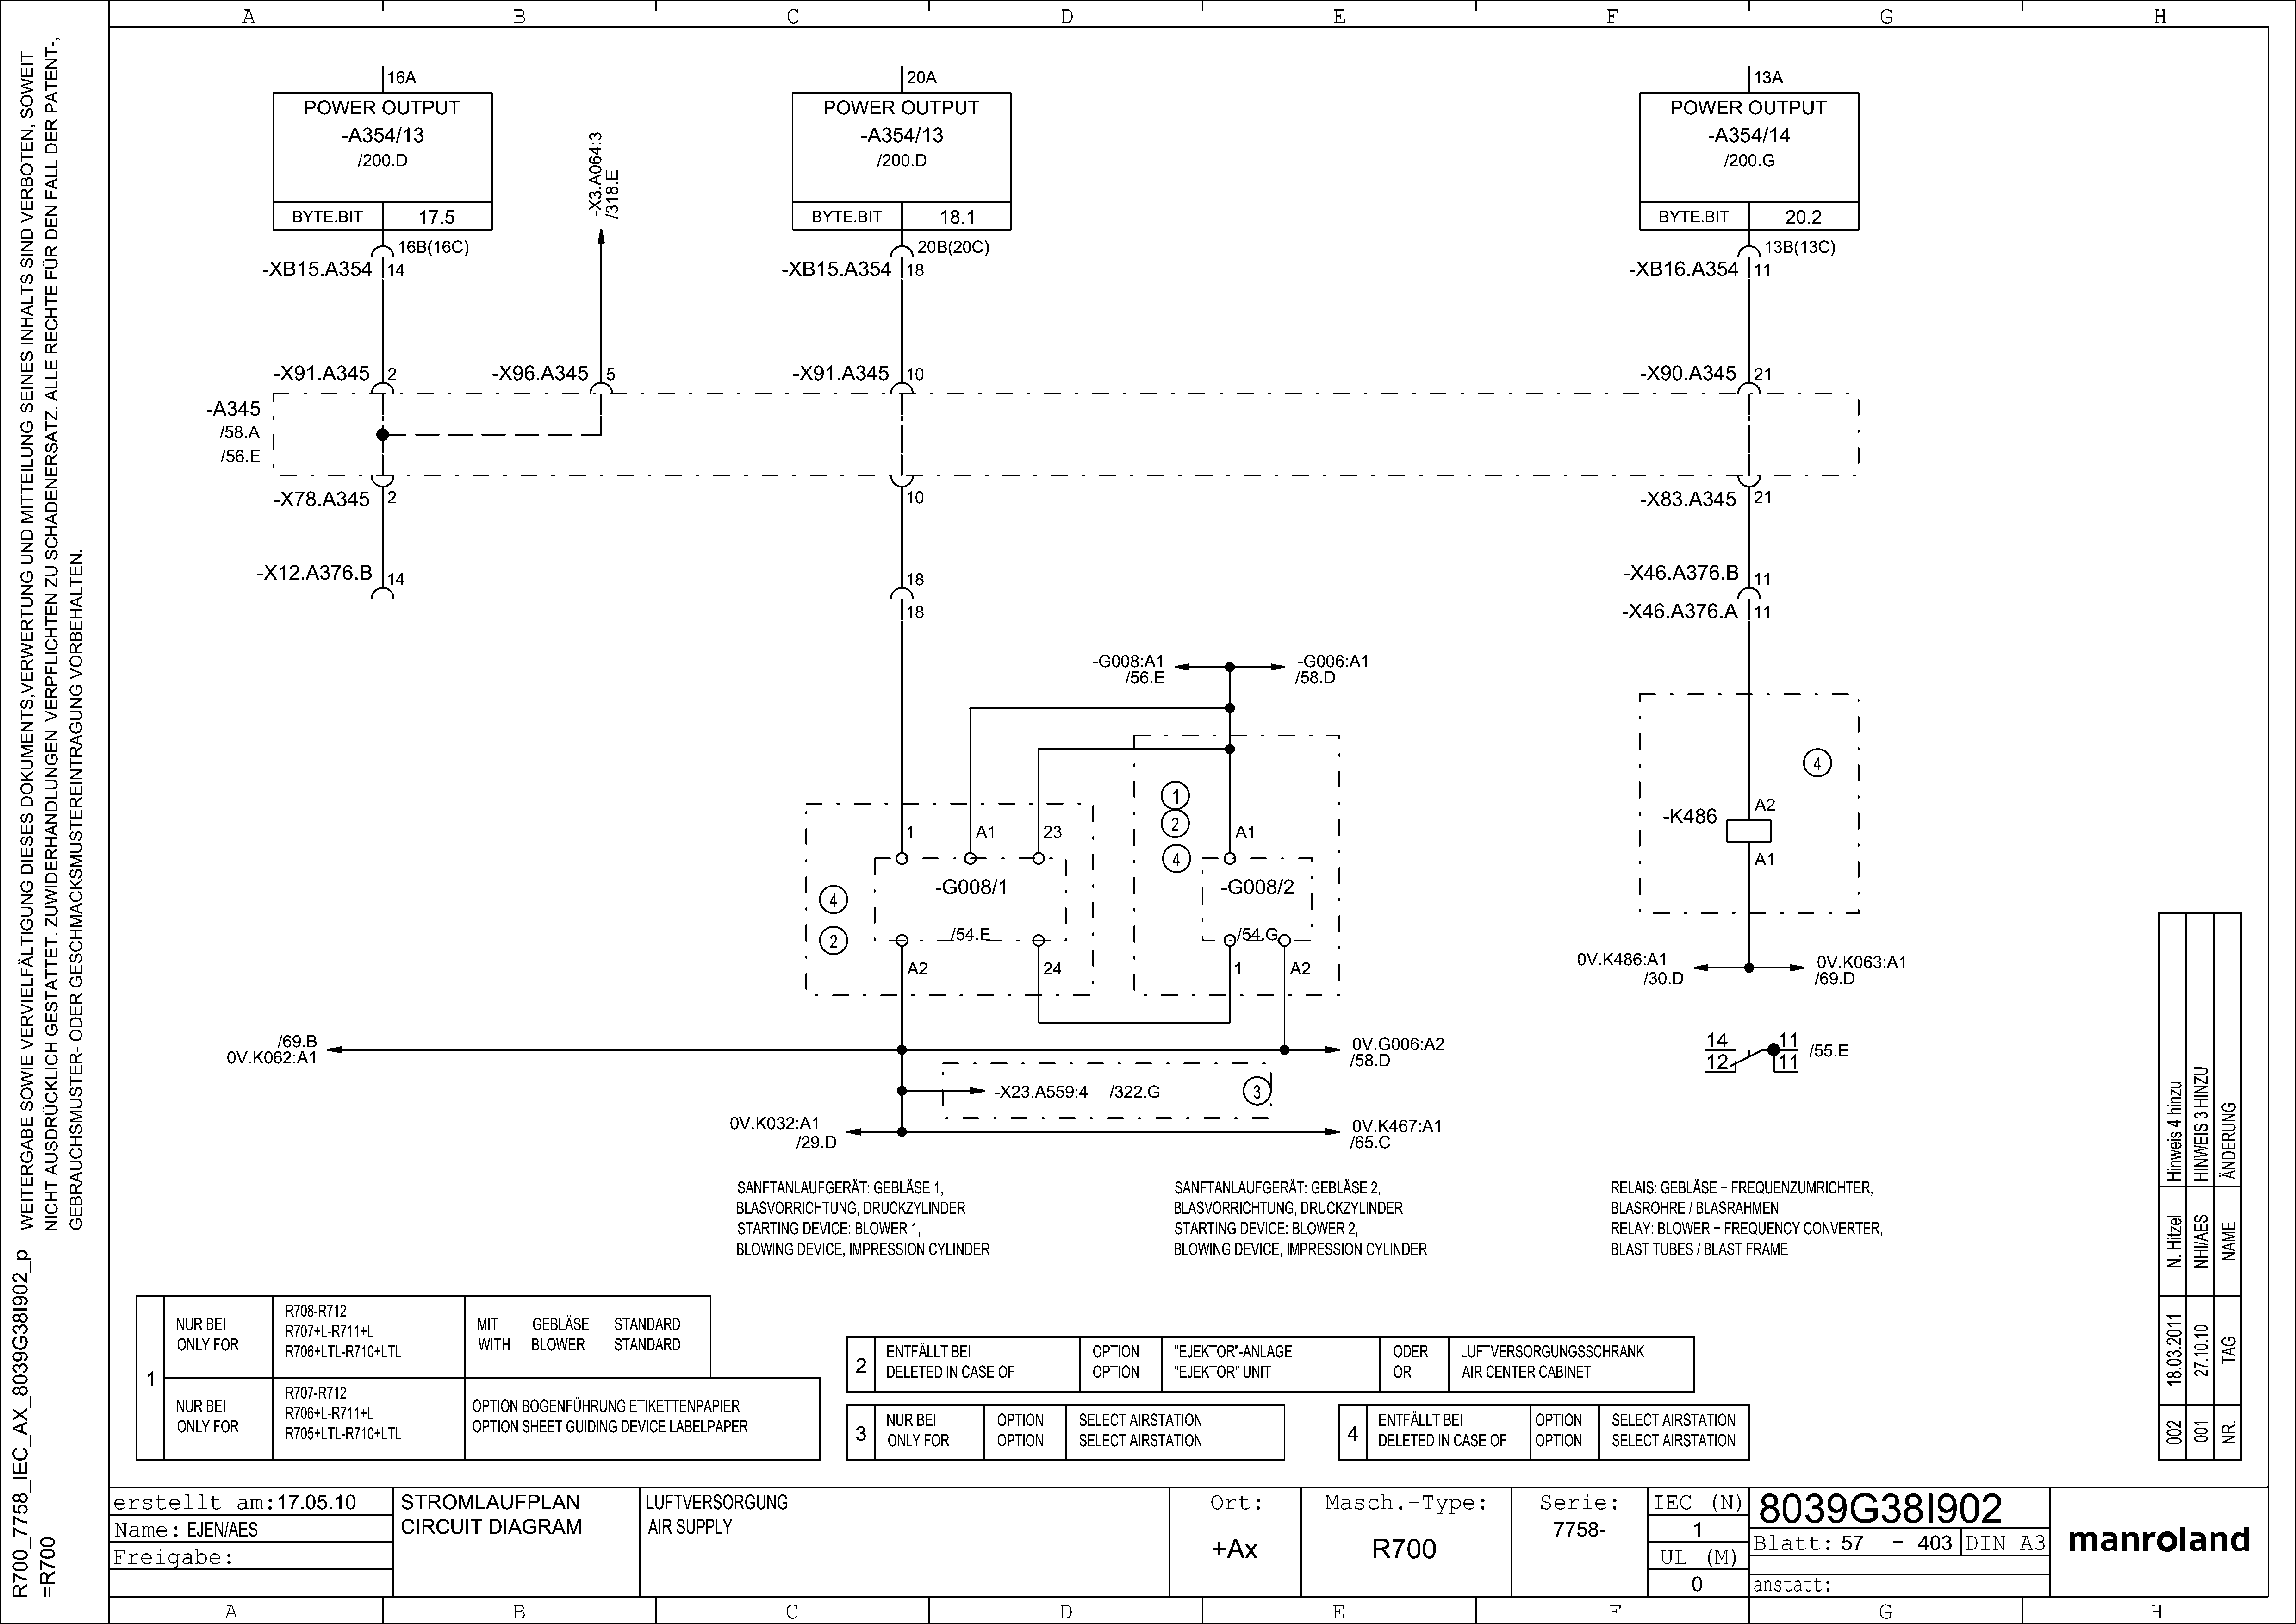 A B C D E F G H
WEITERGABE SOWIE VERVIELFÄLTIGUNG DIESES DOKUMENTS,VERWERTUNG UND MITTEILUNG SEINES INHALTS SIND VERBOTEN, SOWEIT
NICHT AUSDRÜCKLICH GESTATTET. ZUWIDERHANDLUNGEN VERPFLICHTEN ZU SCHADENERSATZ. ALLE RECHTE FÜR DEN FALL DER PATENT-,
GEBRAUCHSMUSTER- ODER GESCHMACKSMUSTEREINTRAGUNG VORBEHALTEN.
R700_7758_IEC_AX_8039G38I902_p
=R700
16A
POWER OUTPUT
-A354/13
/200.D
BYTE.BIT 17.5
16B(16C)
-XB15.A354 14
-X3.A064:3
/318.E
20A
POWER OUTPUT
-A354/13
/200.D
BYTE.BIT 18.1
20B(20C)
-XB15.A354 18
13A
POWER OUTPUT
-A354/14
/200.G
BYTE.BIT 20.2
13B(13C)
-XB16.A354 11
-X91.A345 2
-X96.A345 5
-X91.A345 10
-X90.A345 21
-A345
/58.A
/56.E
-X78.A345 2
10
-X83.A345 21
-X12.A376.B 14
18
18
-X46.A376.B 11
-X46.A376.A 11
-G008:A1
/56.E
-G006:A1
/58.D
1 A1 23
-G008/1
/54.E
A2 24
4
2
1
2
4
A1
-G008/2
/54.G
1 A2
4
-K486
A2
A1
0V.K486:A1
/30.D
0V.K063:A1
/69.D
14 11
12 11
/55.E
/69.B
0V.K062:A1
0V.G006:A2
/58.D
-X23.A559:4 /322.G 3
0V.K032:A1
/29.D
0V.K467:A1
/65.C
SANFTANLAUFGERÄT: GEBLÄSE 1,
BLASVORRICHTUNG, DRUCKZYLINDER
STARTING DEVICE: BLOWER 1,
BLOWING DEVICE, IMPRESSION CYLINDER
SANFTANLAUFGERÄT: GEBLÄSE 2,
BLASVORRICHTUNG, DRUCKZYLINDER
STARTING DEVICE: BLOWER 2,
BLOWING DEVICE, IMPRESSION CYLINDER
RELAIS: GEBLÄSE + FREQUENZUMRICHTER,
BLASROHRE / BLASRAHMEN
RELAY: BLOWER + FREQUENCY CONVERTER,
BLAST TUBES / BLAST FRAME
1
NUR BEI
ONLY FOR
R708-R712
R707+L-R711+L
R706+LTL-R710+LTL
MIT GEBLÄSE STANDARD
WITH BLOWER STANDARD
NUR BEI
ONLY FOR
R707-R712
R706+L-R711+L
R705+LTL-R710+LTL
OPTION BOGENFÜHRUNG ETIKETTENPAPIER
OPTION SHEET GUIDING DEVICE LABELPAPER
2
ENTFÄLLT BEI OPTION "EJEKTOR"-ANLAGE ODER LUFTVERSORGUNGSSCHRANK
DELETED IN CASE OF OPTION "EJEKTOR" UNIT OR AIR CENTER CABINET
3
NUR BEI OPTION SELECT AIRSTATION
ONLY FOR OPTION SELECT AIRSTATION
4
ENTFÄLLT BEI OPTION SELECT AIRSTATION
DELETED IN CASE OF OPTION SELECT AIRSTATION
002 18.03.2011 N. Hitzel Hinweis 4 hinzu
001 27.10.10 NHI/AES HINWEIS 3 HINZU
NR. TAG NAME ÄNDERUNG
erstellt am:17.05.10
Name: EJEN/AES
Freigabe:
STROMLAUFPLAN
CIRCUIT DIAGRAM
LUFTVERSORGUNG
AIR SUPPLY
Ort:
+Ax
Masch.-Type:
R700
Serie:
7758-
IEC (N)
1
UL (M)
0
8039G38I902
Blatt: 57 - 403 DIN A3
anstatt:
manroland
A B C D E F G H